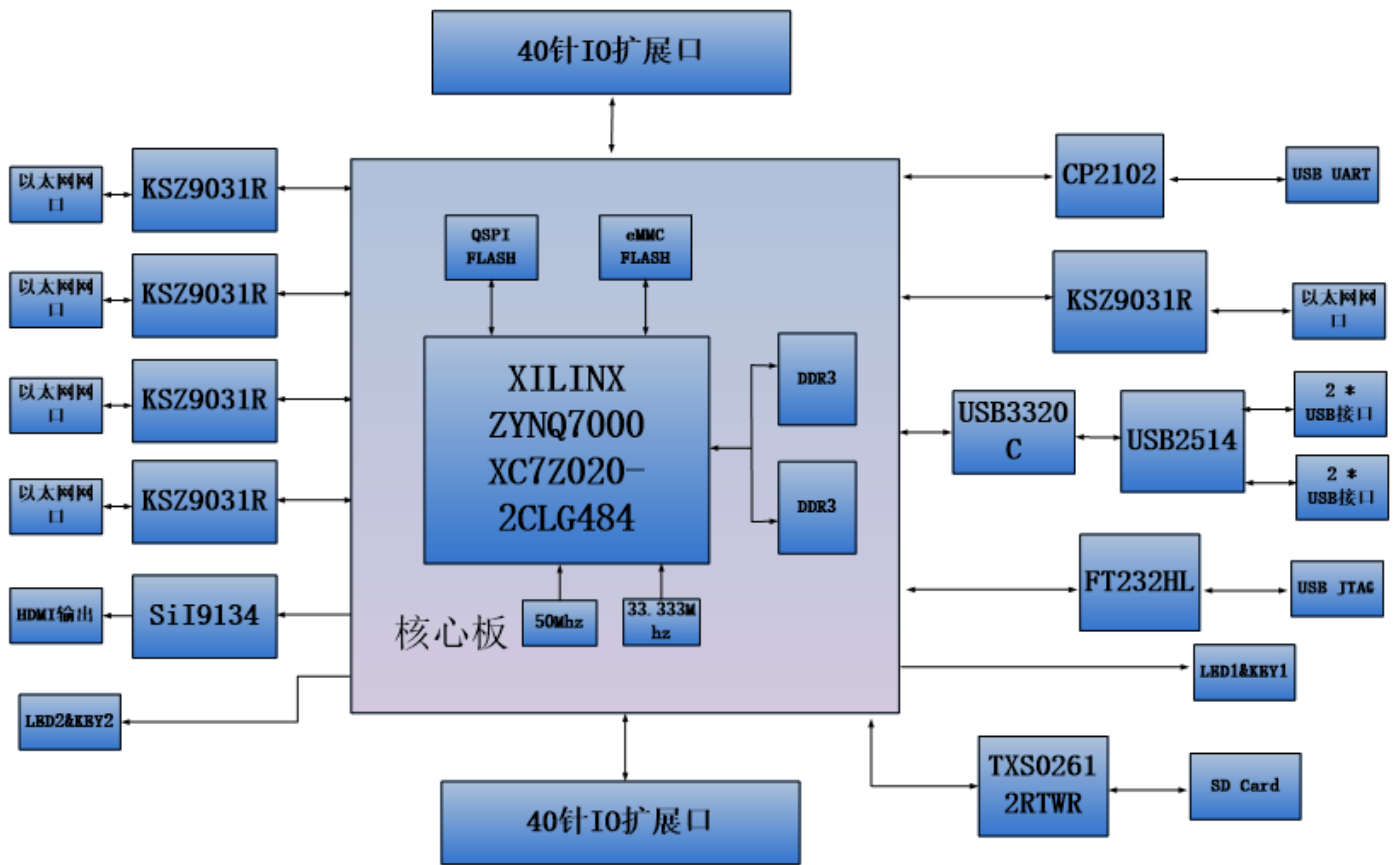 40针IO扩展口
以太网网
口
KSZ9031R
CP2102
USB UART
QSPI
FLASH
eMMC
FLASH
以太网网
口
KSZ9031R
KSZ9031R
以太网网
口
XILINX
ZYNQ7000
XC7Z020-
2CLG484
DDR3
DDR3
以太网网
口
KSZ9031R
USB3320
C
USB2514
2 *
USB接口
2 *
USB接口
以太网网
口
KSZ9031R
FT232HL
USB JTAG
HDMI输出
SiI9134
核心板
50Mhz
33.333M
hz
LED1&KEY1
LED2&KEY2
TXS0261
2RTWR
SD Card
40针IO扩展口